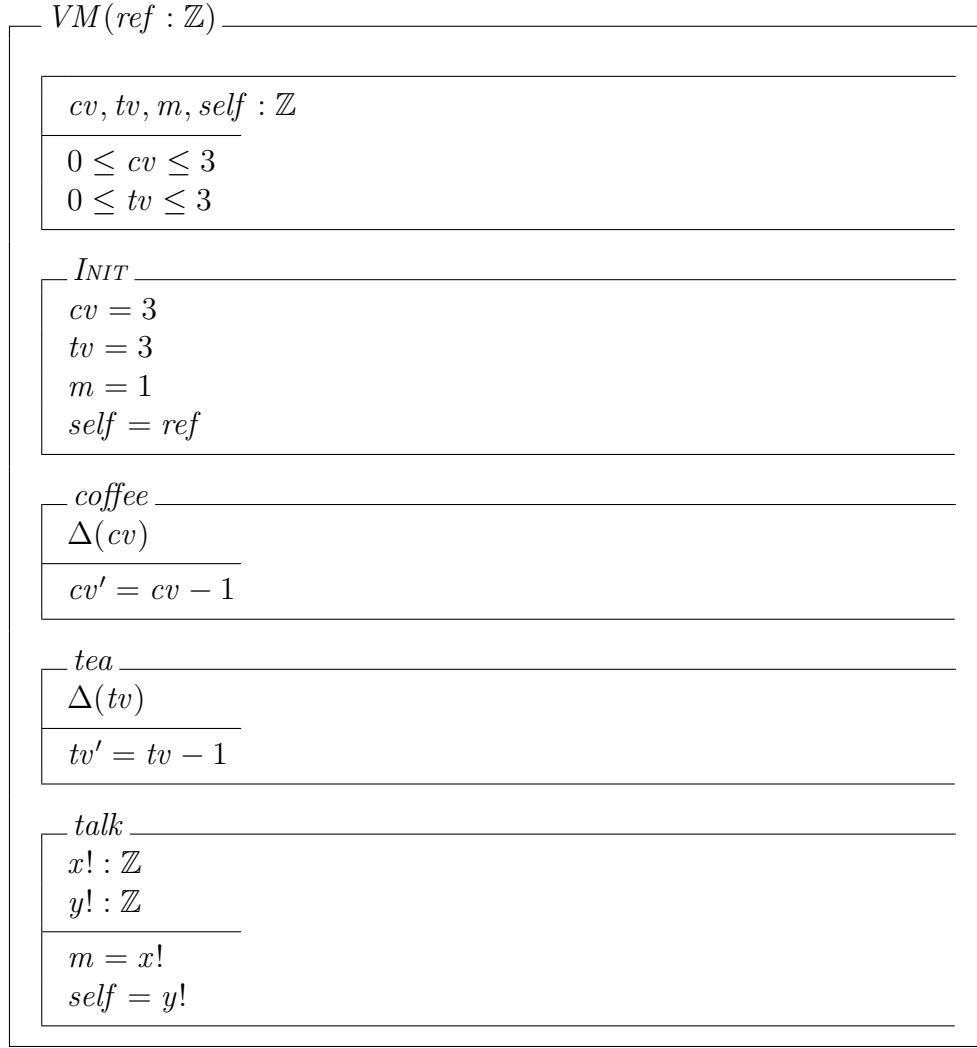 VM(ref : ℤ)
cv, tv, m, self : ℤ
0 ≤ cv ≤ 3
0 ≤ tv ≤ 3
INIT
cv = 3
tv = 3
m = 1
self = ref
coffee
Δ(cv)
cv′ = cv − 1
tea
Δ(tv)
tv′ = tv − 1
talk
x! : ℤ
y! : ℤ
m = x!
self = y!